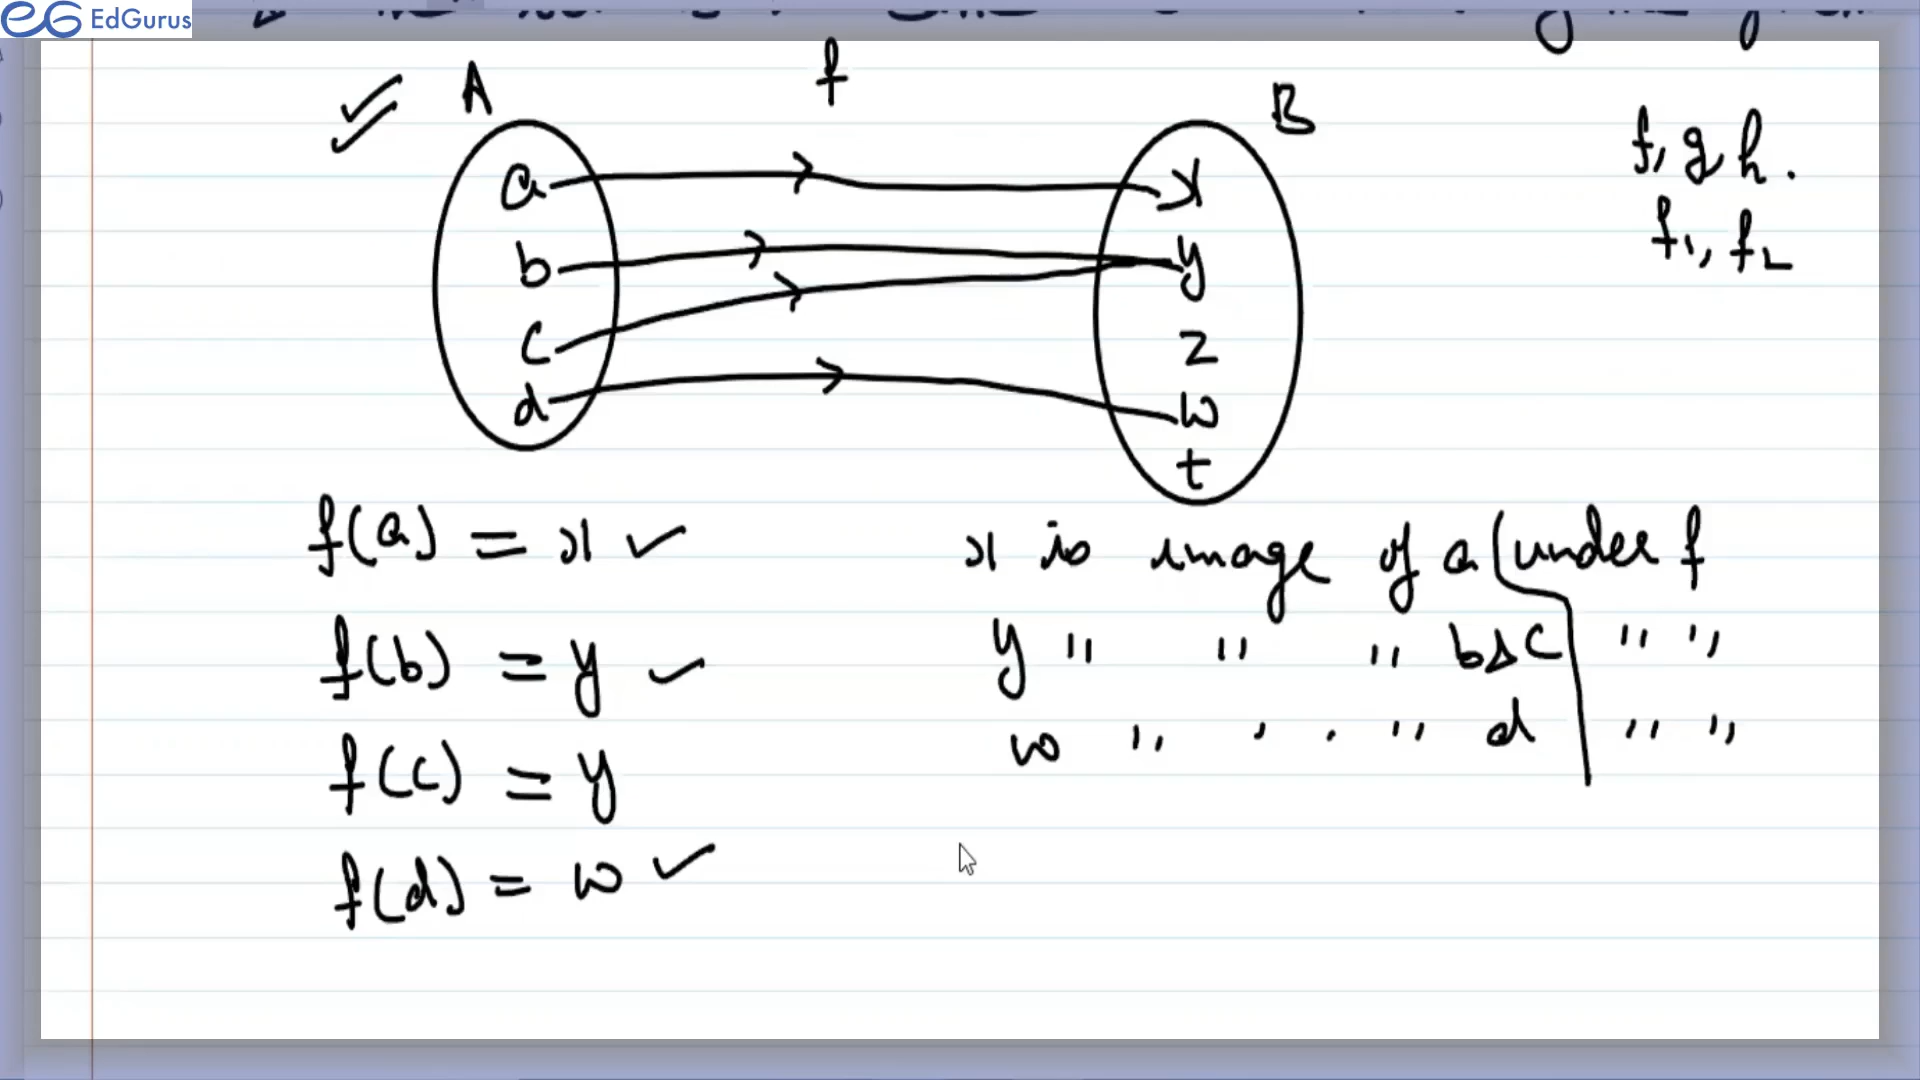 EdGurus
A f B
a x
b y
c z
d w
t
f, g, h.
f1, f2
f(a) = x ✓ x is image of a (under f
f(b) = y ✓ y " " " b & c " "
f(c) = y w " " " d " "
f(d) = w ✓